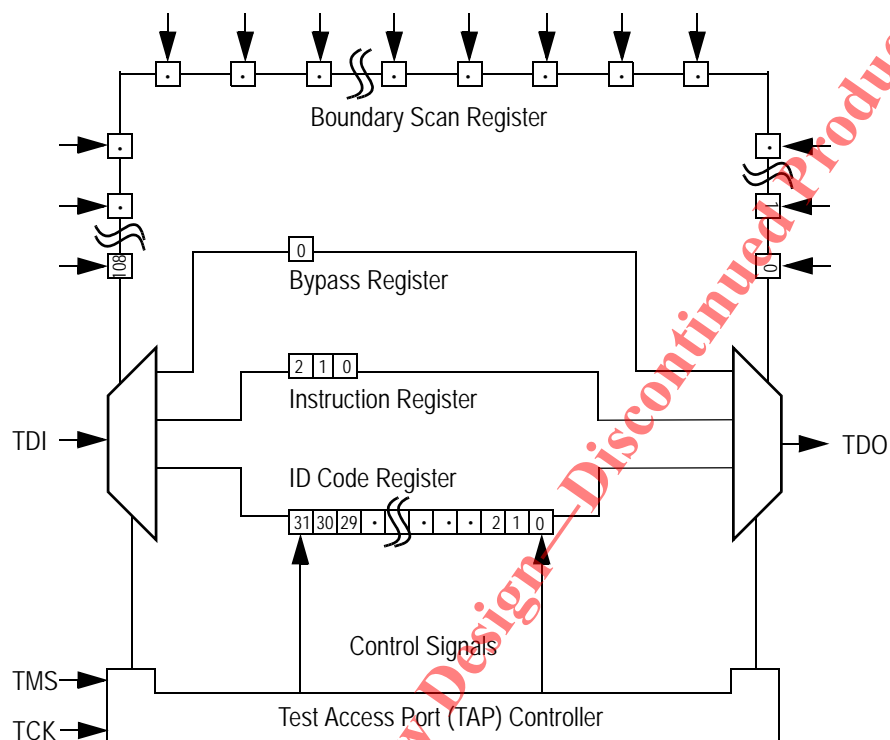 Boundary Scan Register
108
1
0
0
Bypass Register
2 1 0
Instruction Register
TDI
TDO
ID Code Register
31 30 29 · · · · 2 1 0
Control Signals
TMS
Test Access Port (TAP) Controller
TCK
Design—Discontinued Produc